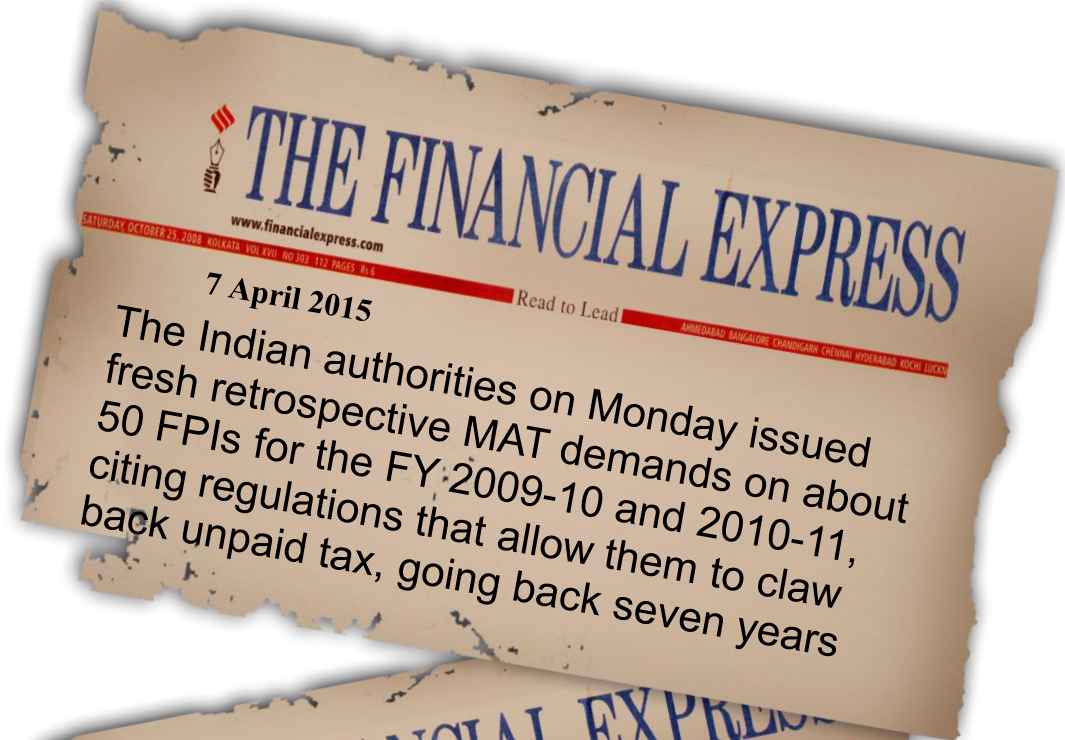 THE FINANCIAL EXPRESS
www.financialexpress.com
SATURDAY, OCTOBER 25, 2008 KOLKATA VOL XVII NO 303 112 PAGES Rs 6
Read to Lead
AHMEDABAD BANGALORE CHANDIGARH CHENNAI HYDERABAD KOCHI LUCKN
7 April 2015
The Indian authorities on Monday issued
fresh retrospective MAT demands on about
50 FPIs for the FY 2009-10 and 2010-11,
citing regulations that allow them to claw
back unpaid tax, going back seven years
NCIAL EXPRESS